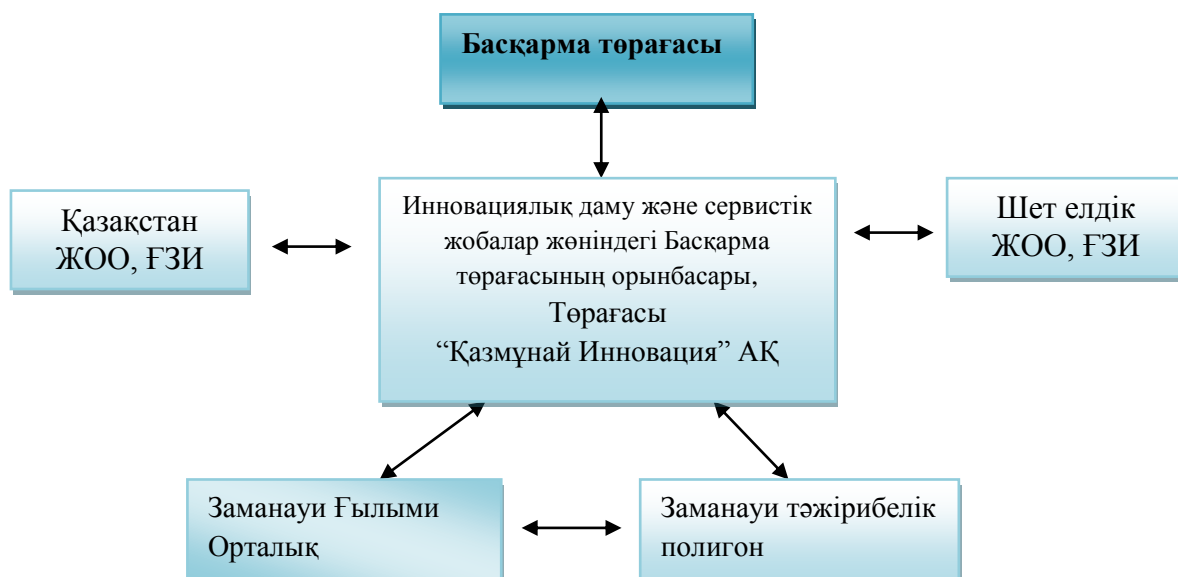 Басқарма төрағасы
Қазақстан
ЖОО, ҒЗИ
Инновациялық даму және сервистік
жобалар жөніндегі Басқарма
төрағасының орынбасары,
Төрағасы
“Қазмұнай Инновация” АҚ
Шет елдік
ЖОО, ҒЗИ
Заманауи Ғылыми
Орталық
Заманауи тәжірибелік
полигон